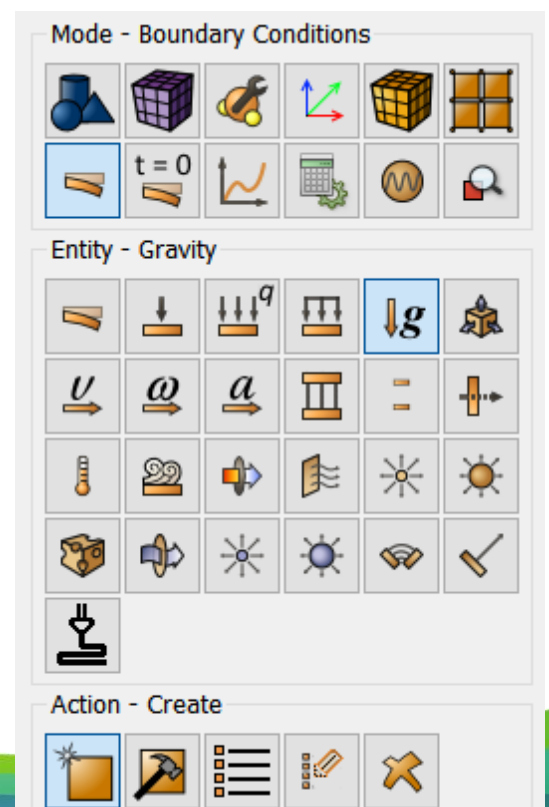 Mode - Boundary Conditions
t = 0
Entity - Gravity
q
g
υ ω a
Action - Create